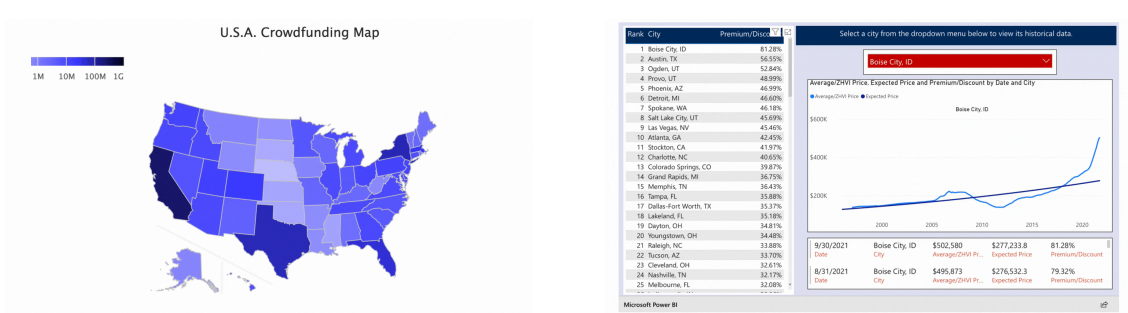 U.S.A. Crowdfunding Map
1M 10M 100M 1G
Rank City Premium/Disco
1 Boise City, ID 81.28%
2 Austin, TX 56.55%
3 Ogden, UT 52.84%
4 Provo, UT 48.99%
5 Phoenix, AZ 46.99%
6 Detroit, MI 46.60%
7 Spokane, WA 46.18%
8 Salt Lake City, UT 45.69%
9 Las Vegas, NV 45.46%
10 Atlanta, GA 42.45%
11 Stockton, CA 41.97%
12 Charlotte, NC 40.65%
13 Colorado Springs, CO 39.87%
14 Grand Rapids, MI 36.75%
15 Memphis, TN 36.43%
16 Tampa, FL 35.88%
17 Dallas-Fort Worth, TX 35.37%
18 Lakeland, FL 35.18%
19 Dayton, OH 34.81%
20 Youngstown, OH 34.48%
21 Raleigh, NC 33.88%
22 Tucson, AZ 33.70%
23 Cleveland, OH 32.61%
24 Nashville, TN 32.17%
25 Melbourne, FL 32.08%
Select a city from the dropdown menu below to view its historical data.
Boise City, ID
Average/ZHVI Price, Expected Price and Premium/Discount by Date and City
Average/ZHVI Price Expected Price
Boise City, ID
$600K
$400K
$200K
2000 2005 2010 2015 2020
9/30/2021 Boise City, ID $502,580 $277,233.8 81.28%
Date City Average/ZHVI Pr... Expected Price Premium/Discount
8/31/2021 Boise City, ID $495,873 $276,532.3 79.32%
Date City Average/ZHVI Pr... Expected Price Premium/Discount
Microsoft Power BI